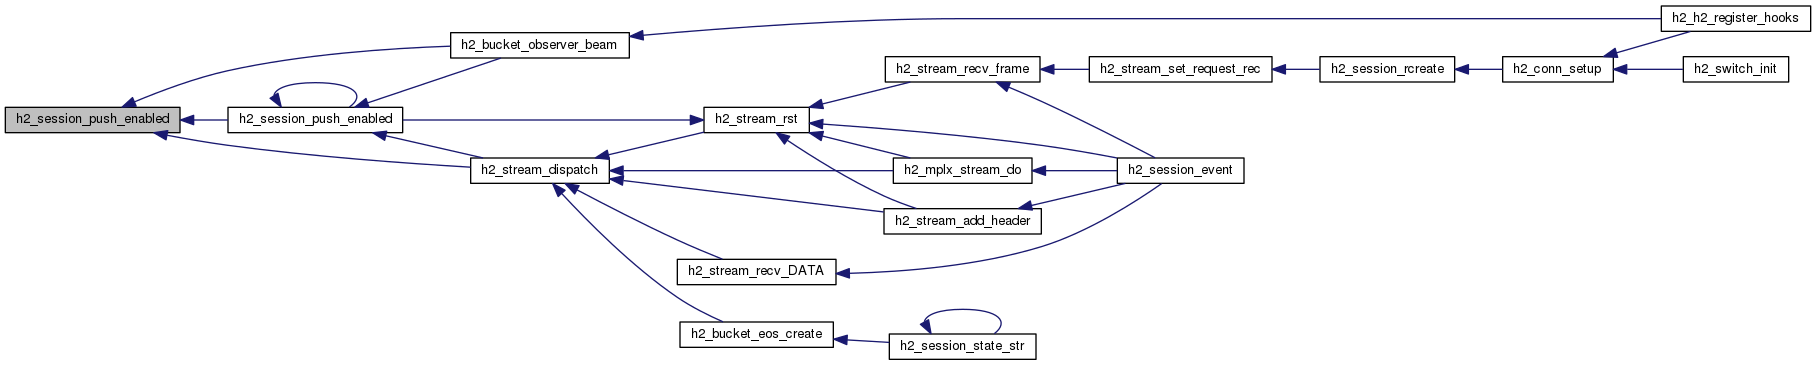 h2_h2_register_hooks
h2_bucket_observer_beam
h2_stream_recv_frame
h2_stream_set_request_rec
h2_session_rcreate
h2_conn_setup
h2_switch_init
h2_session_push_enabled
h2_session_push_enabled
h2_stream_rst
h2_stream_dispatch
h2_mplx_stream_do
h2_session_event
h2_stream_add_header
h2_stream_recv_DATA
h2_bucket_eos_create
h2_session_state_str